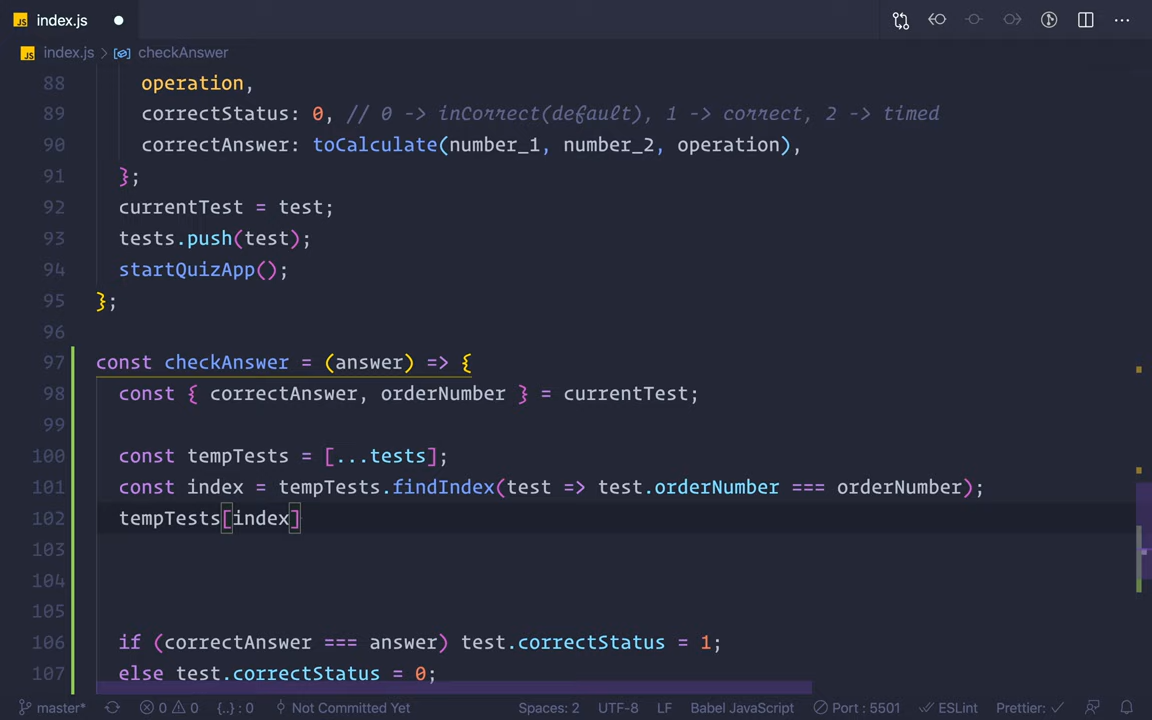 index.js
index.js > checkAnswer
88 operation,
89 correctStatus: 0, // 0 -> inCorrect(default), 1 -> correct, 2 -> timed
90 correctAnswer: toCalculate(number_1, number_2, operation),
91 };
92 currentTest = test;
93 tests.push(test);
94 startQuizApp();
95 };
96
97 const checkAnswer = (answer) => {
98 const { correctAnswer, orderNumber } = currentTest;
99
100 const tempTests = [...tests];
101 const index = tempTests.findIndex(test => test.orderNumber === orderNumber);
102 tempTests[index]
103
104
105
106 if (correctAnswer === answer) test.correctStatus = 1;
107 else test.correctStatus = 0;
master* 0 0 {..} : 0 Not Committed Yet Spaces: 2 UTF-8 LF Babel JavaScript Port : 5501 ESLint Prettier: ✓